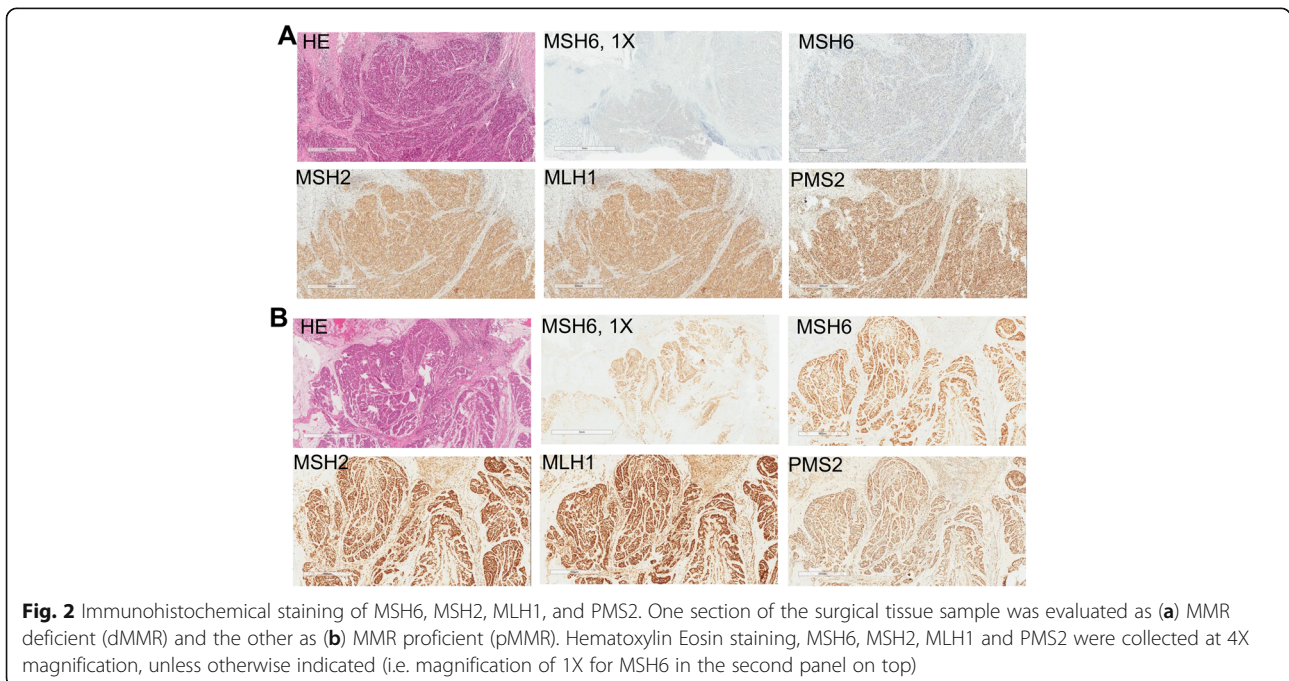 A
HE
MSH6, 1X
MSH6
MSH2
MLH1
PMS2
B
HE
MSH6, 1X
MSH6
MSH2
MLH1
PMS2
Fig. 2 Immunohistochemical staining of MSH6, MSH2, MLH1, and PMS2. One section of the surgical tissue sample was evaluated as (a) MMR
deficient (dMMR) and the other as (b) MMR proficient (pMMR). Hematoxylin Eosin staining, MSH6, MSH2, MLH1 and PMS2 were collected at 4X
magnification, unless otherwise indicated (i.e. magnification of 1X for MSH6 in the second panel on top)